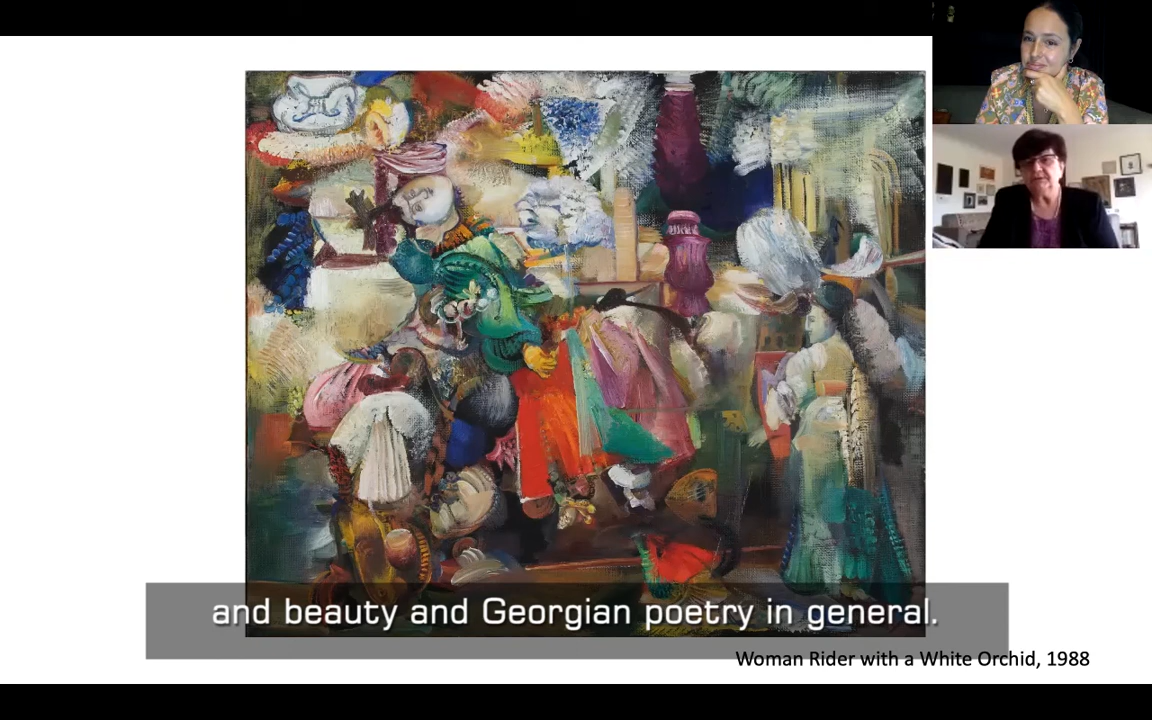 and beauty and Georgian poetry in general.
Woman Rider with a White Orchid, 1988